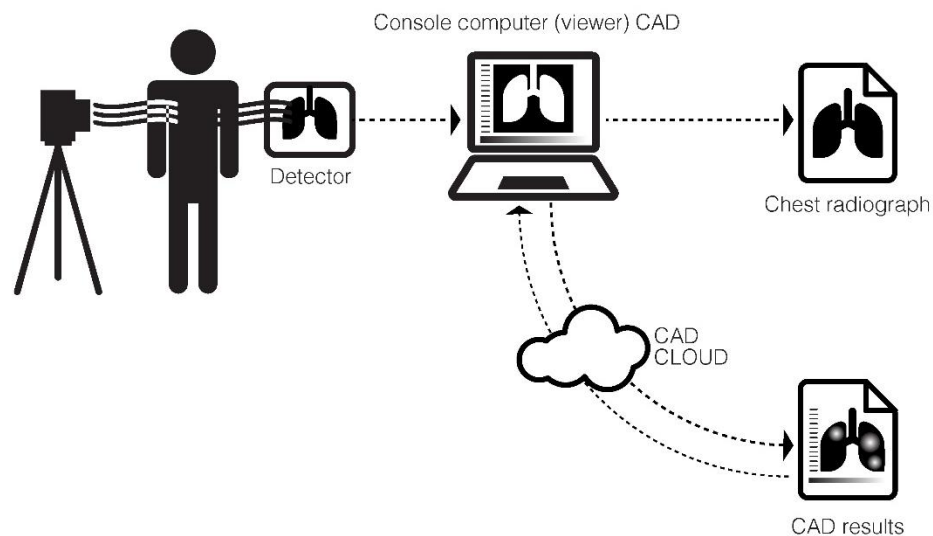 Console computer (viewer) CAD
Detector
Chest radiograph
CAD
CLOUD
CAD results